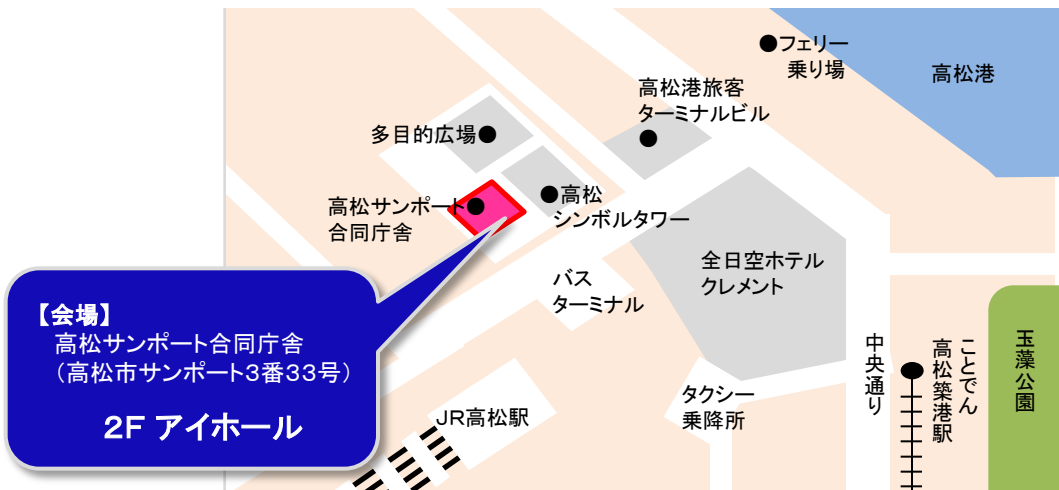 フェリー
乗り場
高松港
高松港旅客
ターミナルビル
多目的広場
高松
シンボルタワー
高松サンポート
合同庁舎
全日空ホテル
クレメント
バス
ターミナル
【会場】
高松サンポート合同庁舎
（高松市サンポート3番33号）
2F アイホール
JR高松駅
タクシー
乗降所
中央通り
ことでん
高松築港駅
玉藻公園